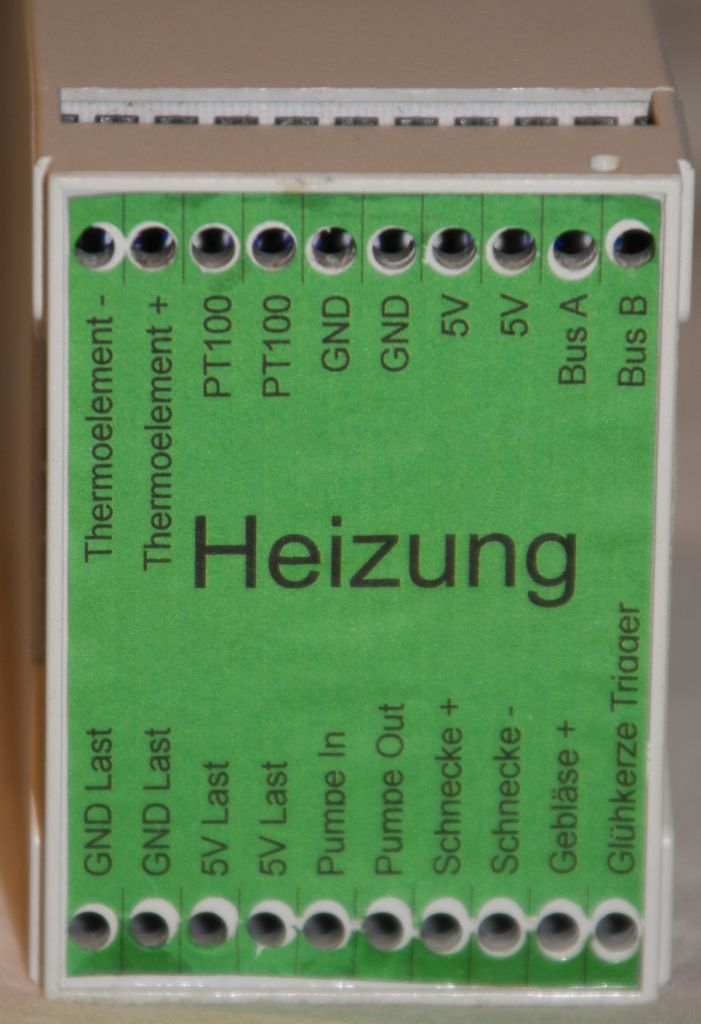 Thermoelement -
Thermoelement +
PT100
PT100
GND
GND
5V
5V
Bus A
Bus B
Heizung
GND Last
GND Last
5V Last
5V Last
Pumpe In
Pumpe Out
Schnecke +
Schnecke -
Gebläse +
Glühkerze Trigger